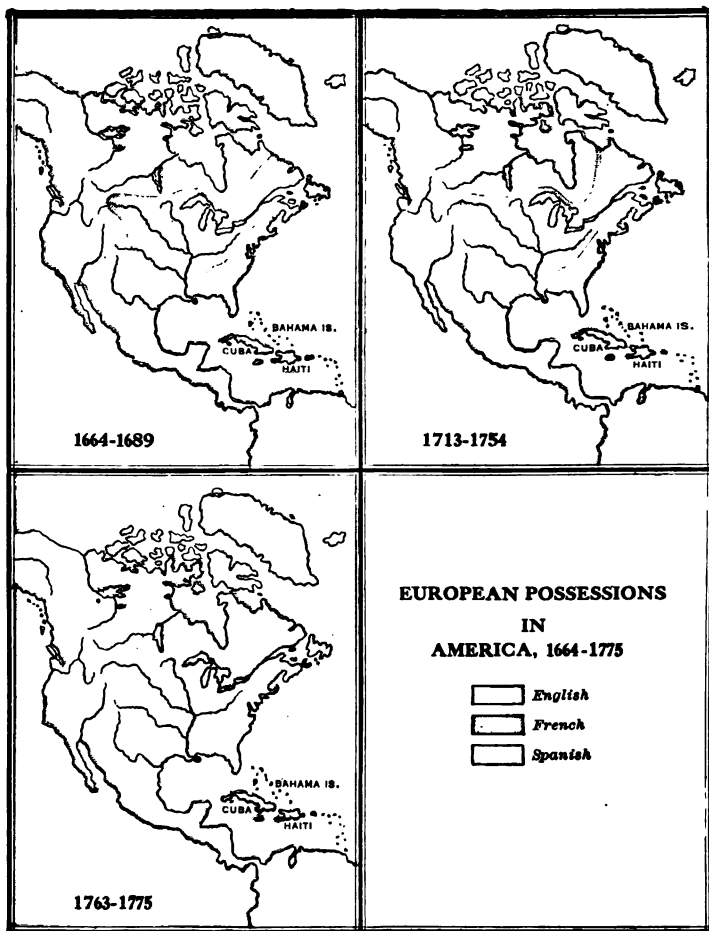 BAHAMA IS.
CUBA
HAITI
1664-1689
BAHAMA IS.
CUBA
HAITI
1713-1754
BAHAMA IS.
CUBA
HAITI
1763-1775
EUROPEAN POSSESSIONS
IN
AMERICA, 1664-1775
English
French
Spanish